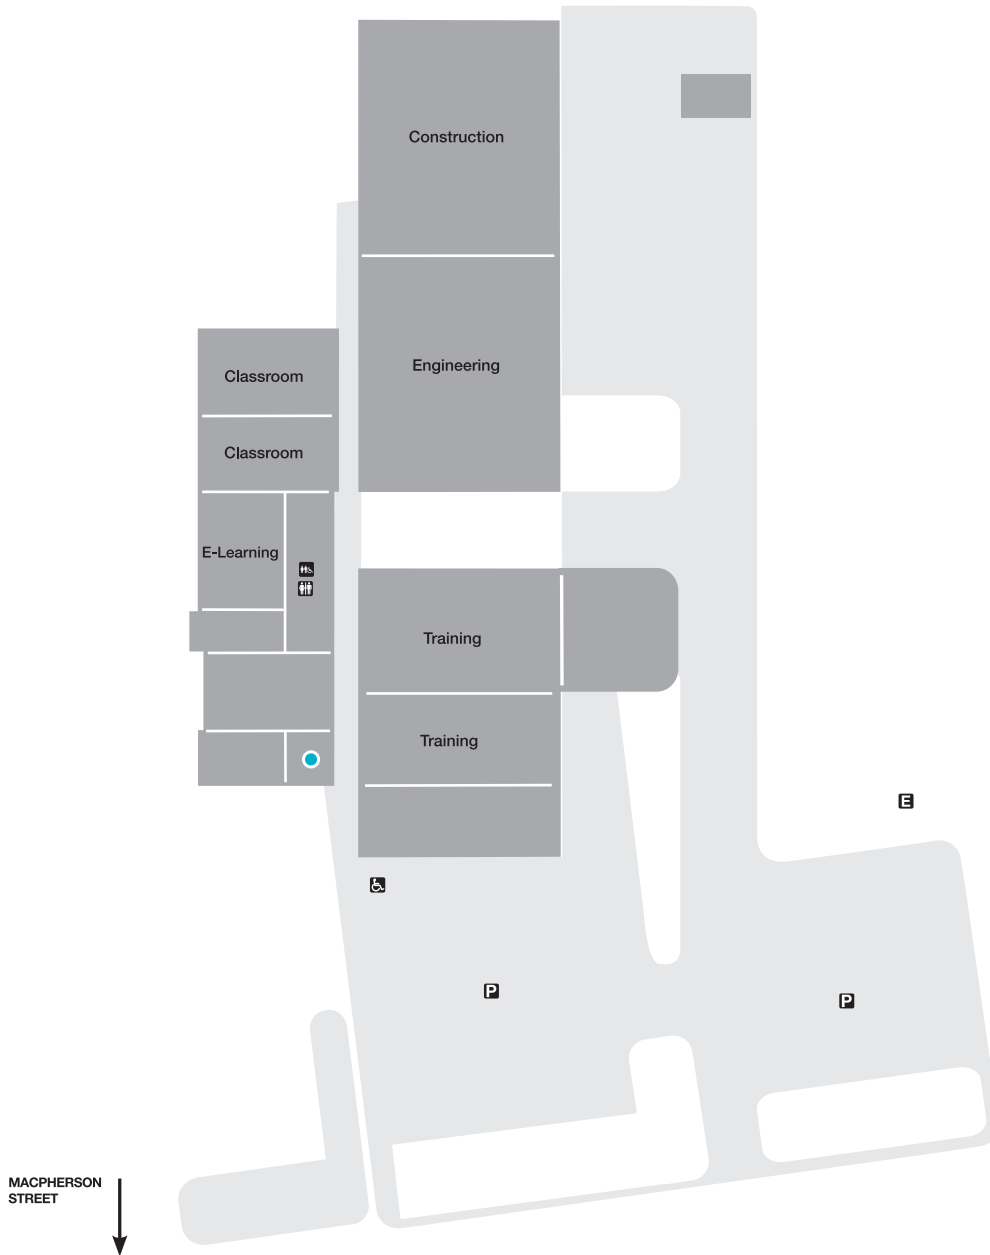 Construction
Engineering
Classroom
Classroom
E-Learning
Training
Training
E
P
P
MACPHERSON
STREET